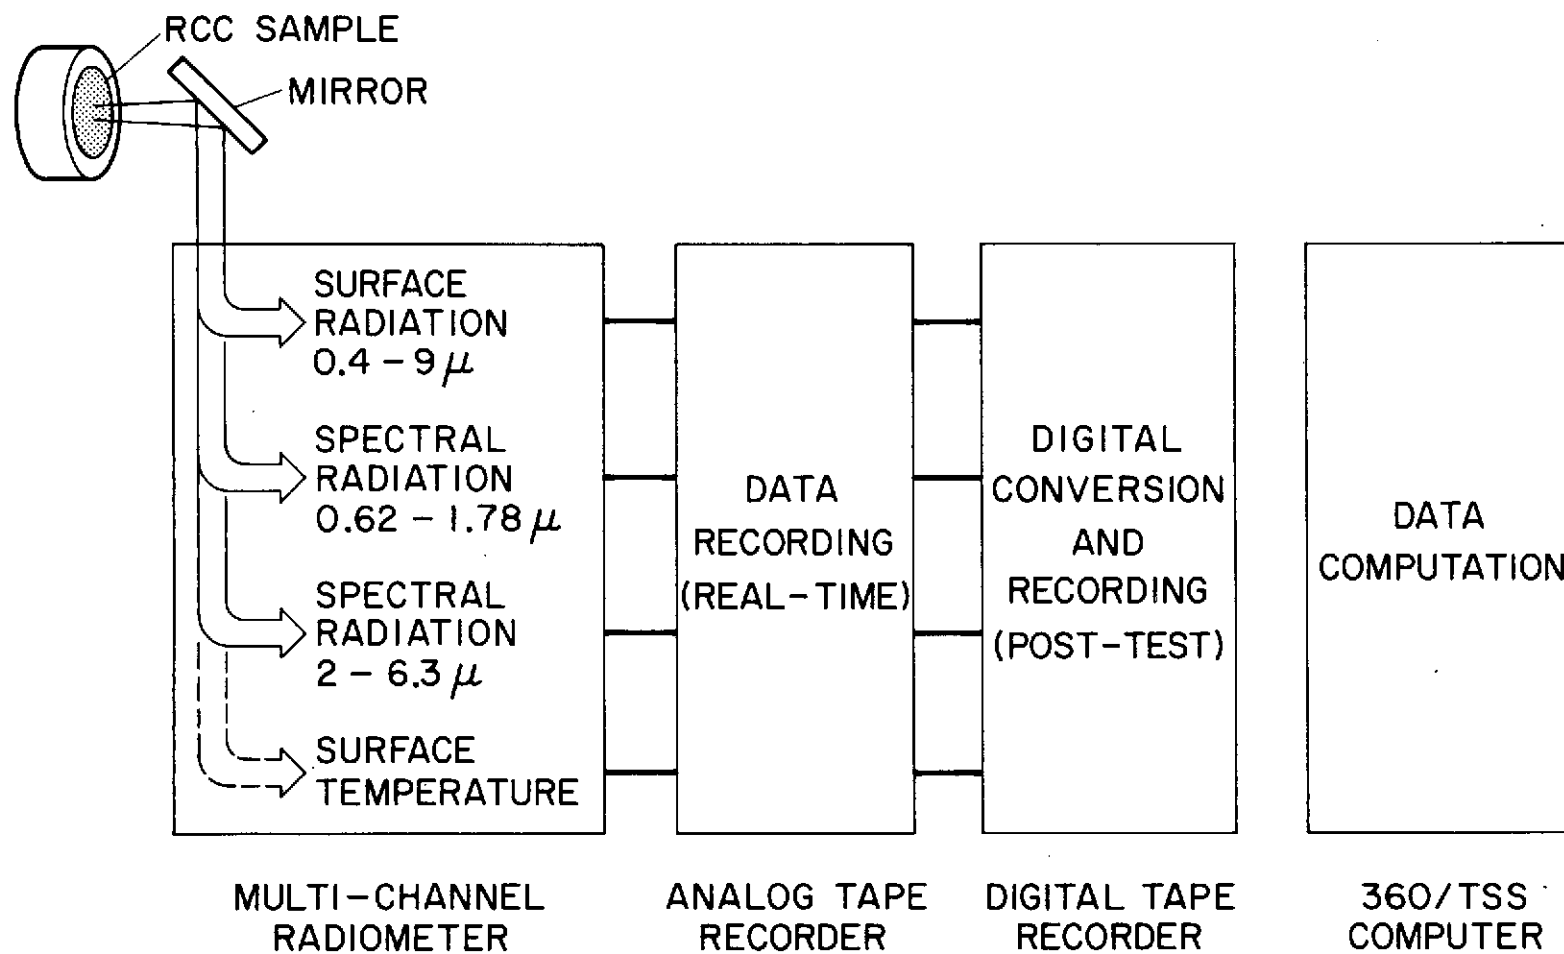 RCC SAMPLE
MIRROR
SURFACE
RADIATION
0.4 – 9 μ
SPECTRAL
RADIATION
0.62 – 1.78 μ
SPECTRAL
RADIATION
2 – 6.3 μ
SURFACE
TEMPERATURE
DATA
RECORDING
(REAL-TIME)
DIGITAL
CONVERSION
AND
RECORDING
(POST-TEST)
DATA
COMPUTATION
MULTI-CHANNEL
RADIOMETER
ANALOG TAPE
RECORDER
DIGITAL TAPE
RECORDER
360/TSS
COMPUTER